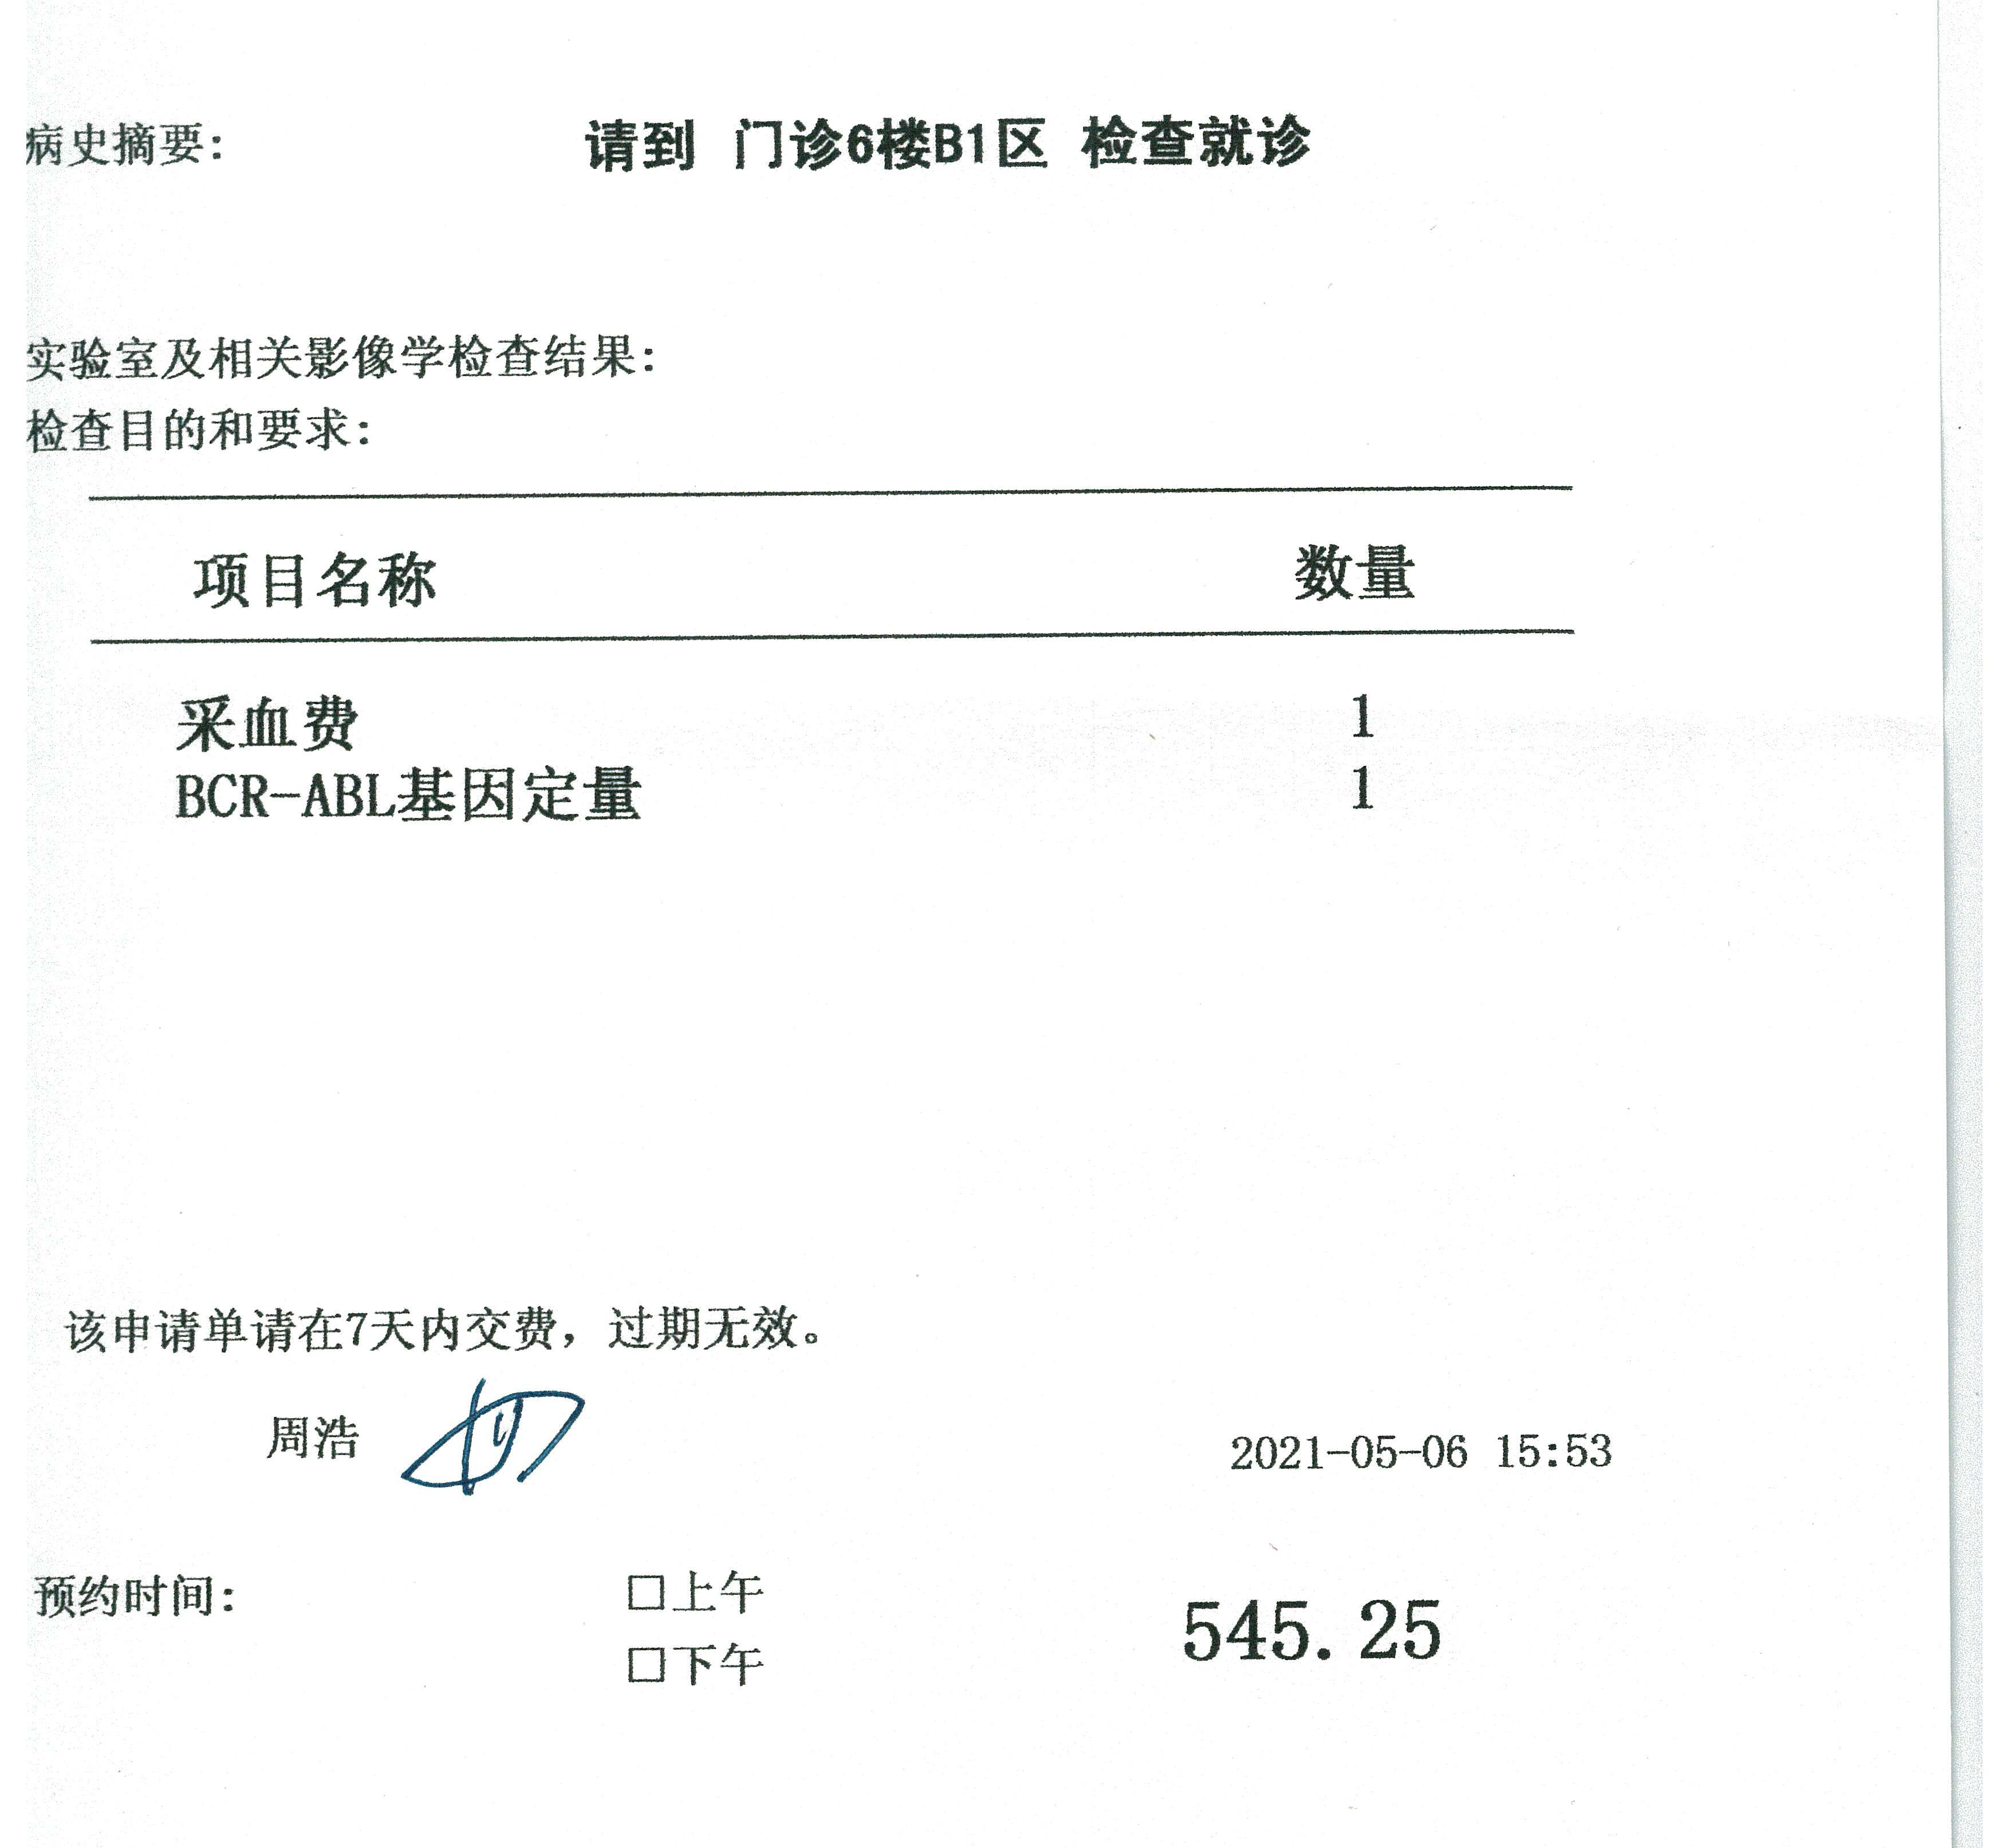 病史摘要: 请到 门诊6楼B1区 检查就诊
实验室及相关影像学检查结果:
检查目的和要求:
项目名称 数量
采血费 1
BCR-ABL基因定量 1
该申请单请在7天内交费，过期无效。
周浩 2021-05-06 15:53
预约时间: □上午
545.25
□下午